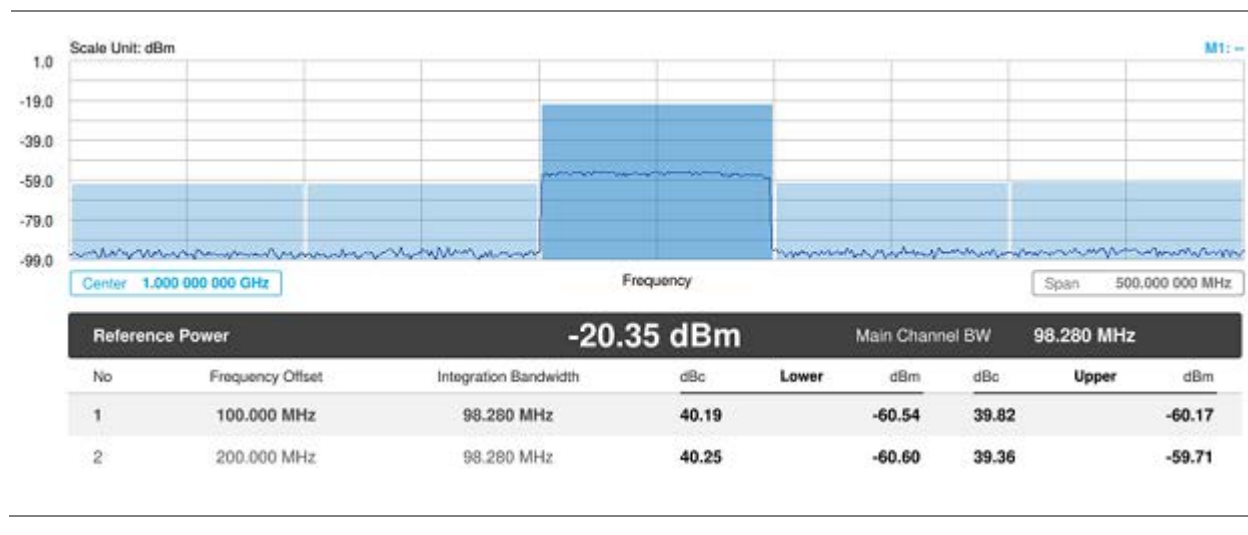 Scale Unit: dBm M1: --
1.0
-19.0
-39.0
-59.0
-79.0
-99.0
Center 1.000 000 000 GHz Frequency Span 500.000 000 MHz
Reference Power -20.35 dBm Main Channel BW 98.280 MHz
No Frequency Offset Integration Bandwidth dBc Lower dBm dBc Upper dBm
1 100.000 MHz 98.280 MHz 40.19 -60.54 39.82 -60.17
2 200.000 MHz 98.280 MHz 40.25 -60.60 39.36 -59.71